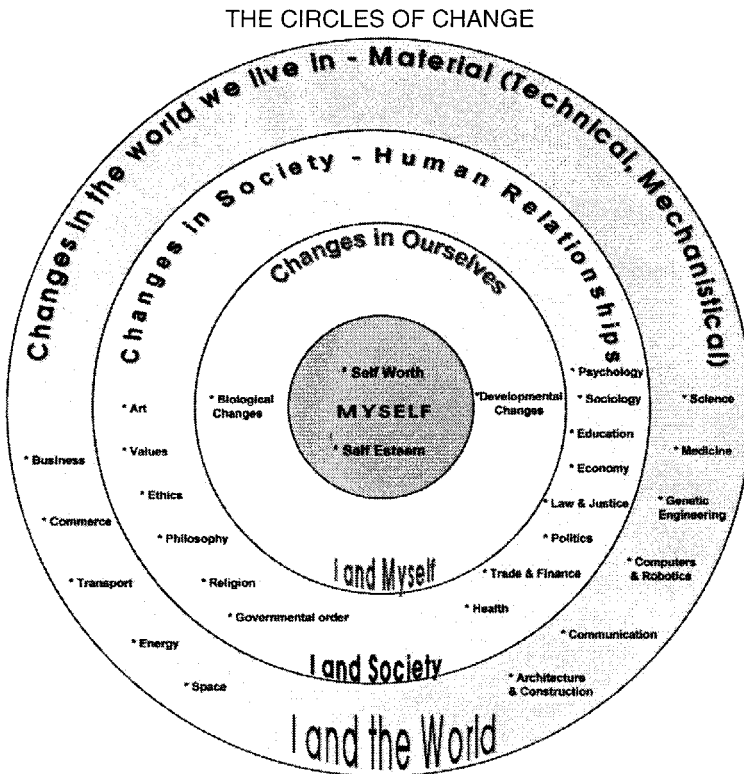 THE CIRCLES OF CHANGE
Changes in the world we live in - Material (Technical, Mechanistical)
Changes in Society - Human Relationships
Changes in Ourselves
* Self Worth
MYSELF
* Self Esteem
* Biological
Changes
*Developmental
Changes
I and Myself
* Art
* Values
* Ethics
* Philosophy
* Religion
* Governmental order
* Psychology
* Sociology
* Education
* Economy
* Law & Justice
* Politics
* Trade & Finance
* Health
I and Society
* Business
* Commerce
* Transport
* Energy
* Space
* Science
* Medicine
* Genetic
Engineering
* Computers
& Robotics
* Communication
* Architecture
& Construction
I and the World